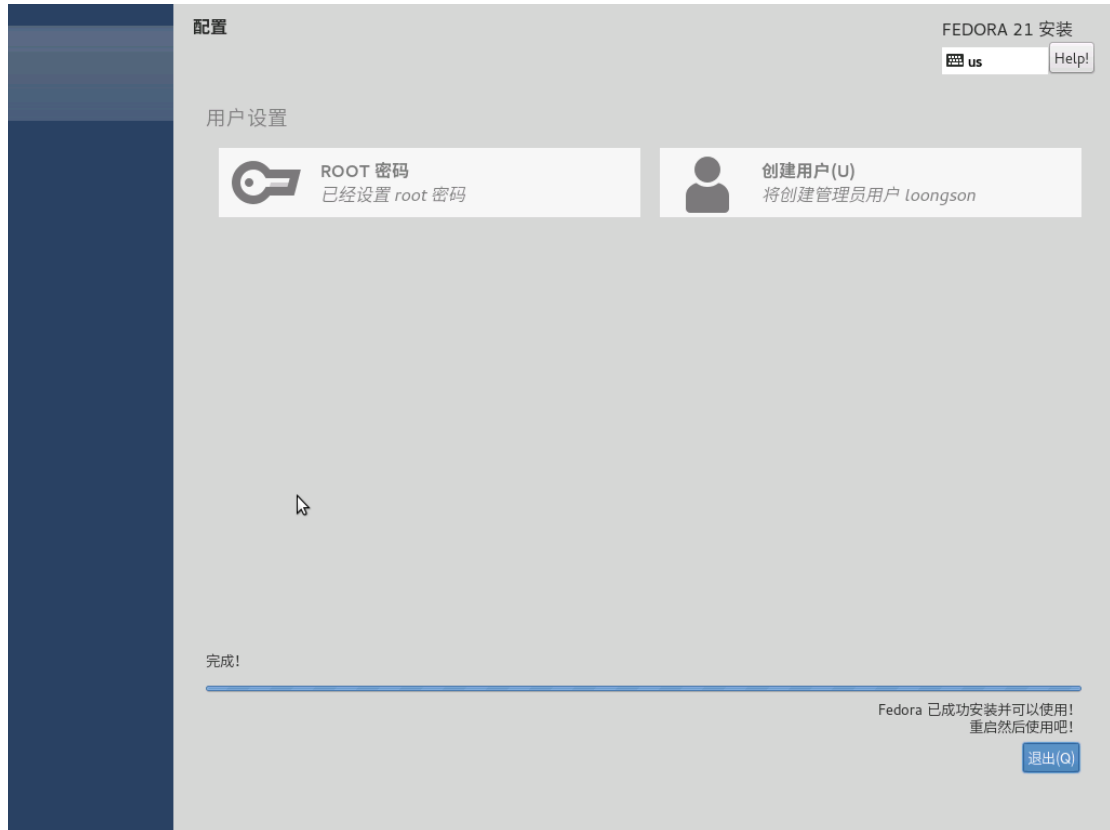 配置
FEDORA 21 安装
us
Help!
用户设置
ROOT 密码
已经设置 root 密码
创建用户(U)
将创建管理员用户 loongson
完成!
Fedora 已成功安装并可以使用!
重启然后使用吧!
退出(Q)